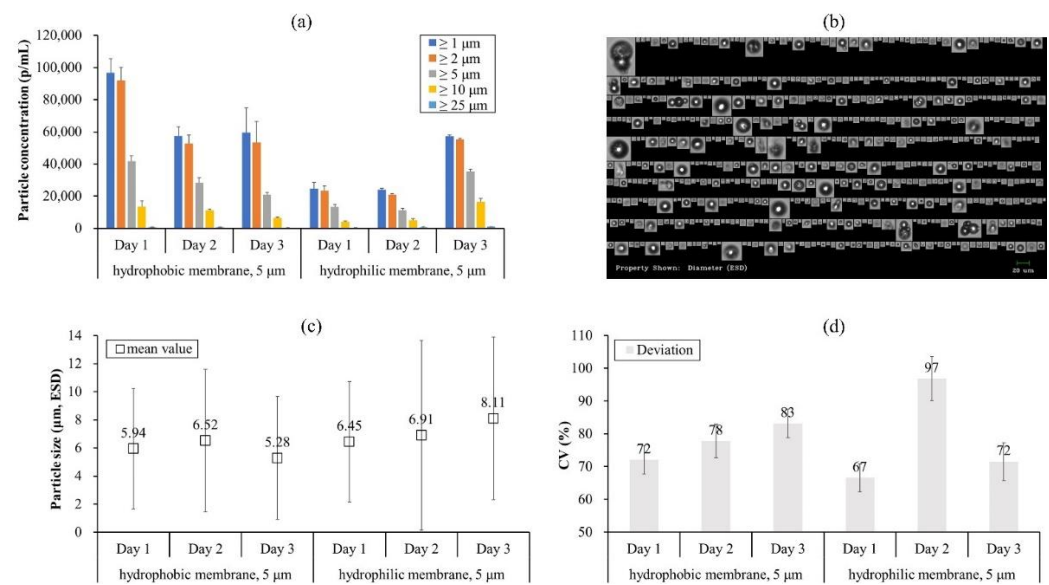 (a)
120,000
100,000
80,000
60,000
40,000
20,000
0
Particle concentration (p/mL)
≥ 1 μm
≥ 2 μm
≥ 5 μm
≥ 10 μm
≥ 25 μm
Day 1 Day 2 Day 3 Day 1 Day 2 Day 3
hydrophobic membrane, 5 μm hydrophilic membrane, 5 μm
(b)
Property Shown: Diameter (ESD)
20 um
(c)
14
12
10
8
6
4
2
0
Particle size (μm, ESD)
mean value
5.94 6.52 5.28 6.45 6.91 8.11
Day 1 Day 2 Day 3 Day 1 Day 2 Day 3
hydrophobic membrane, 5 μm hydrophilic membrane, 5 μm
(d)
110
100
90
80
70
60
50
CV (%)
Deviation
72 78 83 67 97 72
Day 1 Day 2 Day 3 Day 1 Day 2 Day 3
hydrophobic membrane, 5 μm hydrophilic membrane, 5 μm